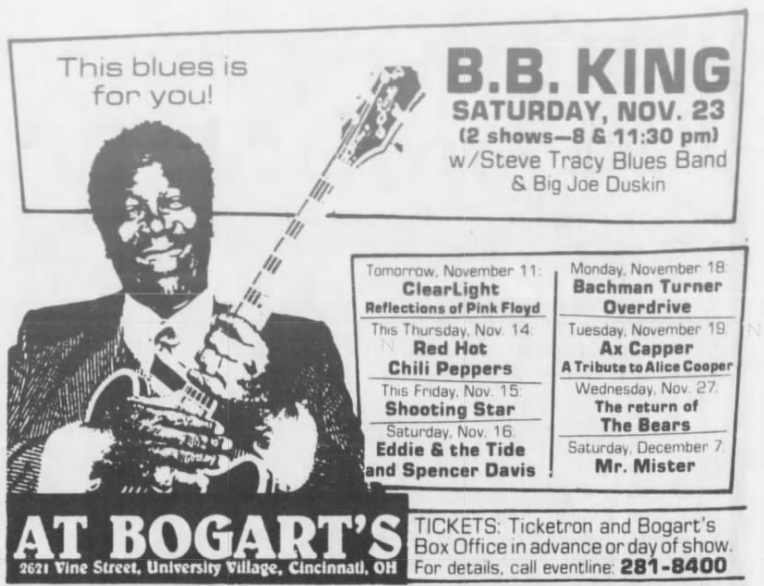 This blues is
for you!
B.B. KING
SATURDAY, NOV. 23
(2 shows—8 & 11:30 pm)
w/Steve Tracy Blues Band
& Big Joe Duskin
Tomorrow, November 11:
ClearLight
Reflections of Pink Floyd
This Thursday, Nov. 14:
Red Hot
Chili Peppers
This Friday, Nov. 15:
Shooting Star
Saturday, Nov. 16:
Eddie & the Tide
and Spencer Davis
Monday, November 18:
Bachman Turner
Overdrive
Tuesday, November 19:
Ax Capper
A Tribute to Alice Cooper
Wednesday, Nov. 27:
The return of
The Bears
Saturday, December 7:
Mr. Mister
AT BOGART'S
2621 Vine Street, University Village, Cincinnati, OH
TICKETS: Ticketron and Bogart's
Box Office in advance or day of show.
For details, call eventline: 281-8400